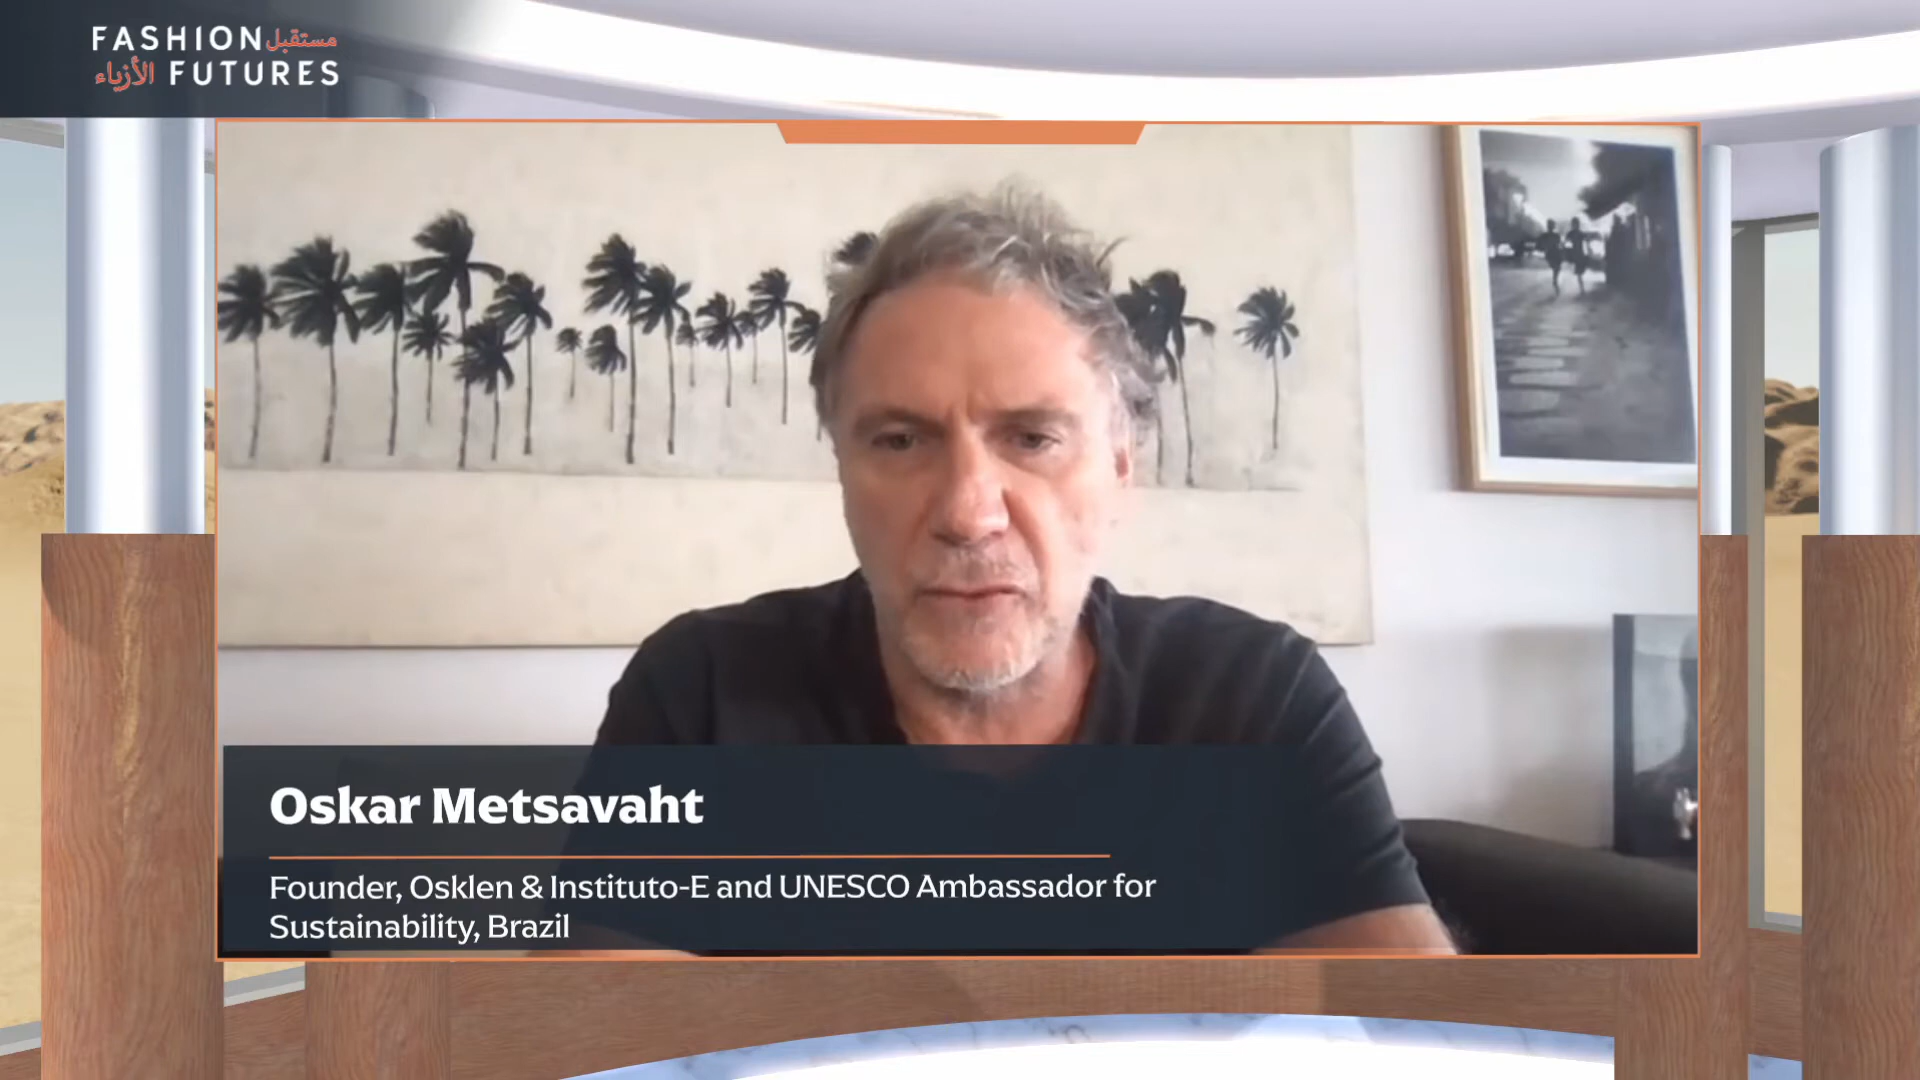 FASHION مستقبل
الأزياء FUTURES
Oskar Metsavaht
Founder, Osklen & Instituto-E and UNESCO Ambassador for
Sustainability, Brazil